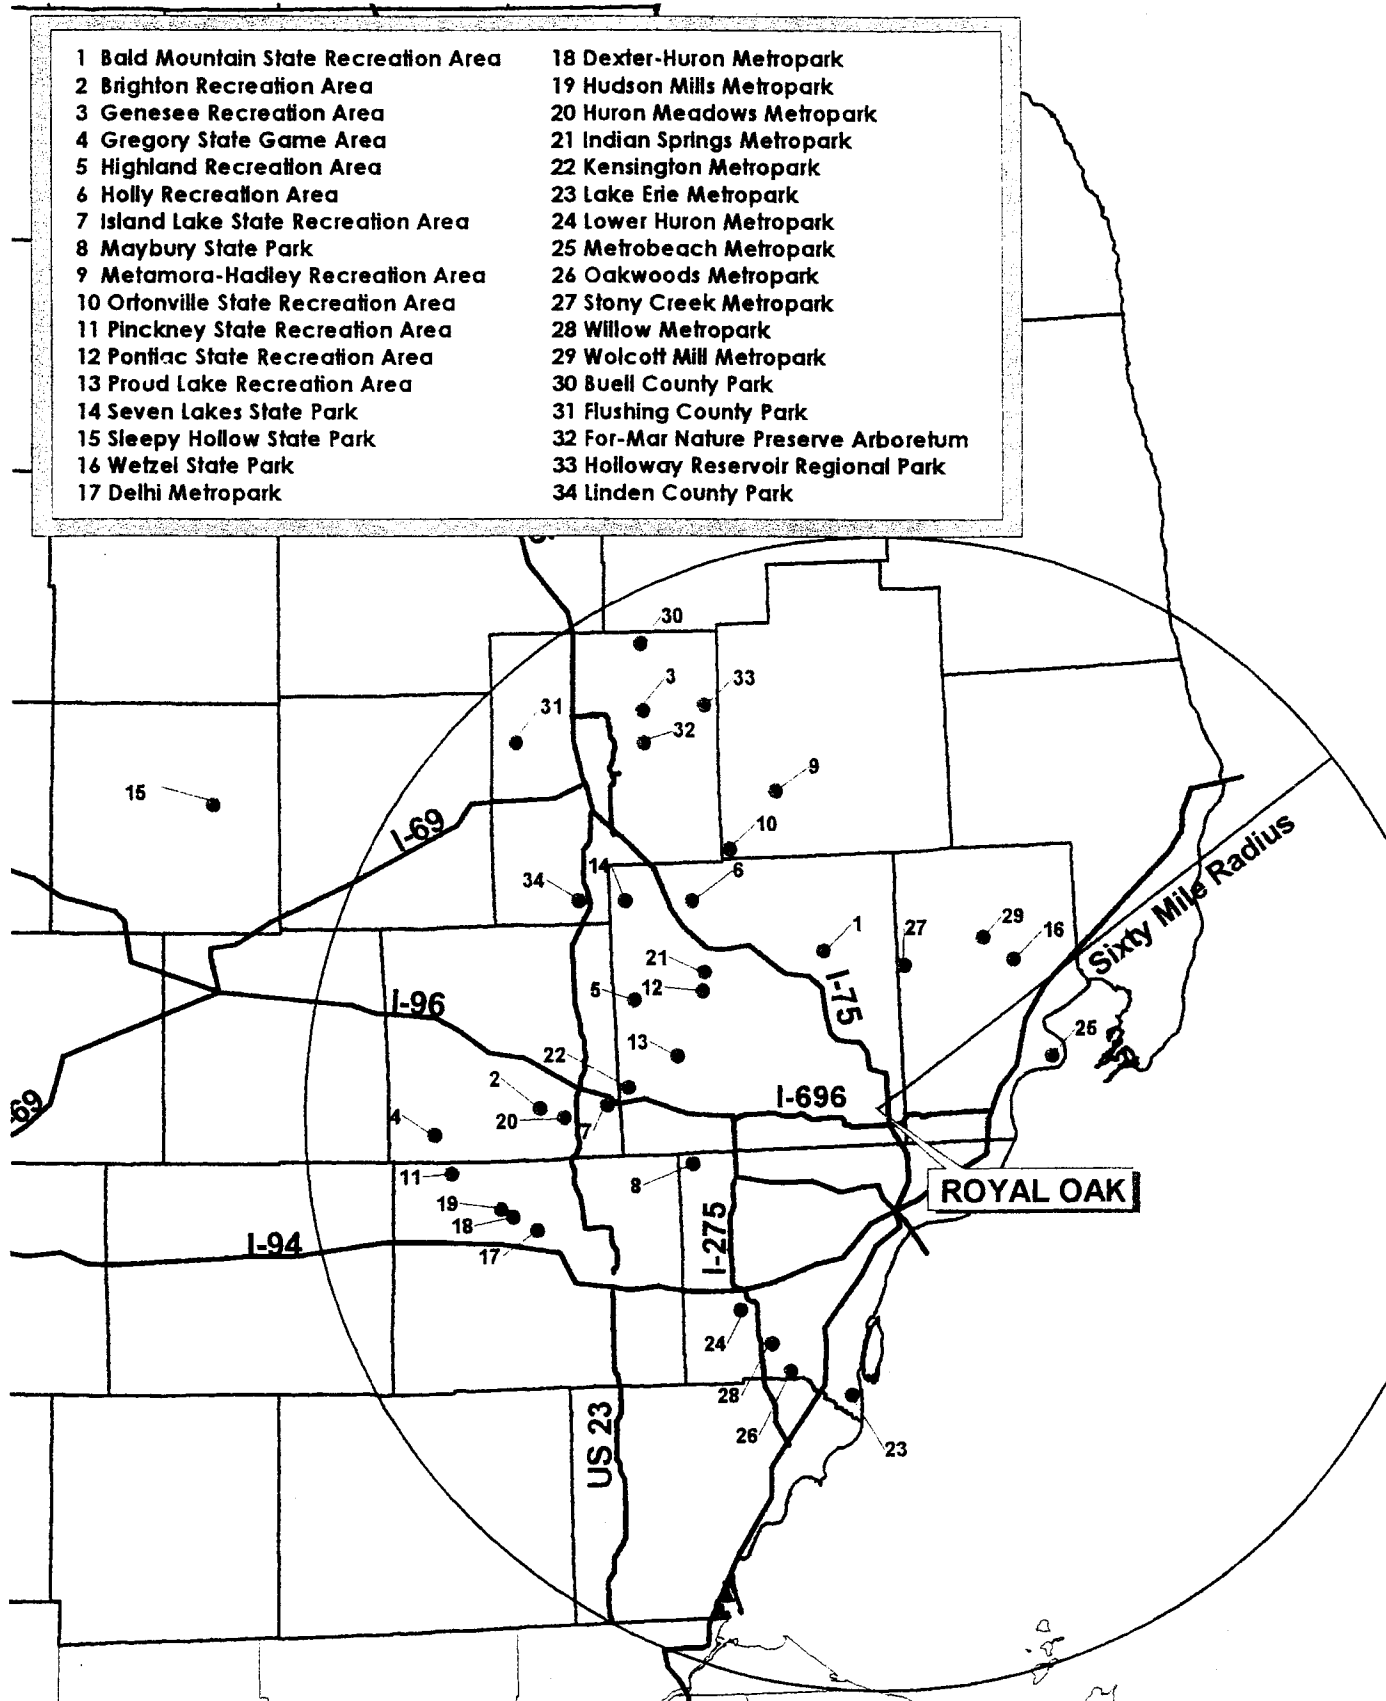 1 Bald Mountain State Recreation Area
2 Brighton Recreation Area
3 Genesee Recreation Area
4 Gregory State Game Area
5 Highland Recreation Area
6 Holly Recreation Area
7 Island Lake State Recreation Area
8 Maybury State Park
9 Metamora-Hadley Recreation Area
10 Ortonville State Recreation Area
11 Pinckney State Recreation Area
12 Pontiac State Recreation Area
13 Proud Lake Recreation Area
14 Seven Lakes State Park
15 Sleepy Hollow State Park
16 Wetzel State Park
17 Delhi Metropark
18 Dexter-Huron Metropark
19 Hudson Mills Metropark
20 Huron Meadows Metropark
21 Indian Springs Metropark
22 Kensington Metropark
23 Lake Erie Metropark
24 Lower Huron Metropark
25 Metrobeach Metropark
26 Oakwoods Metropark
27 Stony Creek Metropark
28 Willow Metropark
29 Wolcott Mill Metropark
30 Buell County Park
31 Flushing County Park
32 For-Mar Nature Preserve Arboretum
33 Holloway Reservoir Regional Park
34 Linden County Park
30
3
33
31
32
9
15
I-69
10
14
6
34
1
27
29
16
Sixty Mile Radius
21
12
5
I-75
I-96
25
13
22
2
I-696
20
7
4
-69
11
8
ROYAL OAK
19
18
17
I-94
I-275
24
28
26
23
US 23